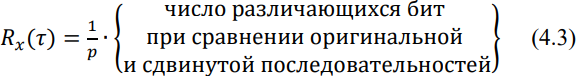 число различающихся бит
R_x(τ) = 1/p · { при сравнении оригинальной } (4.3)
и сдвинутой последовательностей